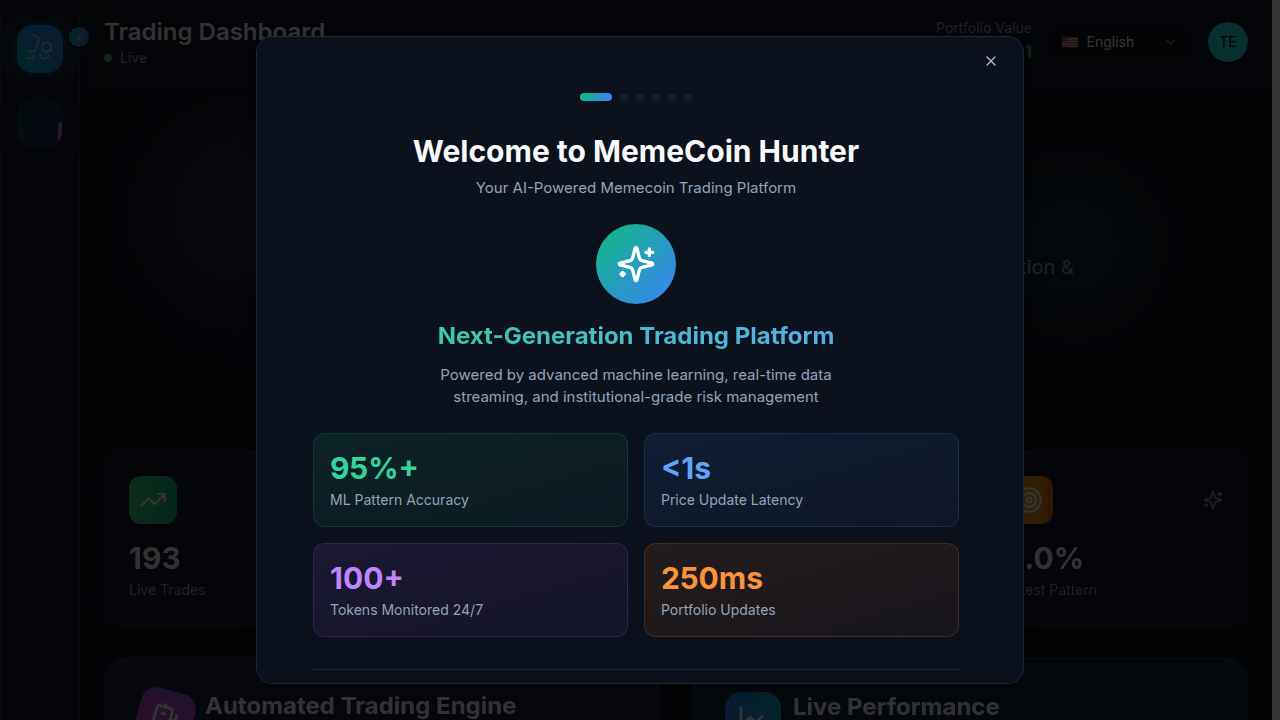 Trading Dashboard
Live
Portfolio Value
1
English
TE
Welcome to MemeCoin Hunter
Your AI-Powered Memecoin Trading Platform
tion &
Next-Generation Trading Platform
Powered by advanced machine learning, real-time data
streaming, and institutional-grade risk management
95%+
ML Pattern Accuracy
<1s
Price Update Latency
100+
Tokens Monitored 24/7
250ms
Portfolio Updates
193
Live Trades
.0%
test Pattern
Automated Trading Engine
Live Performance